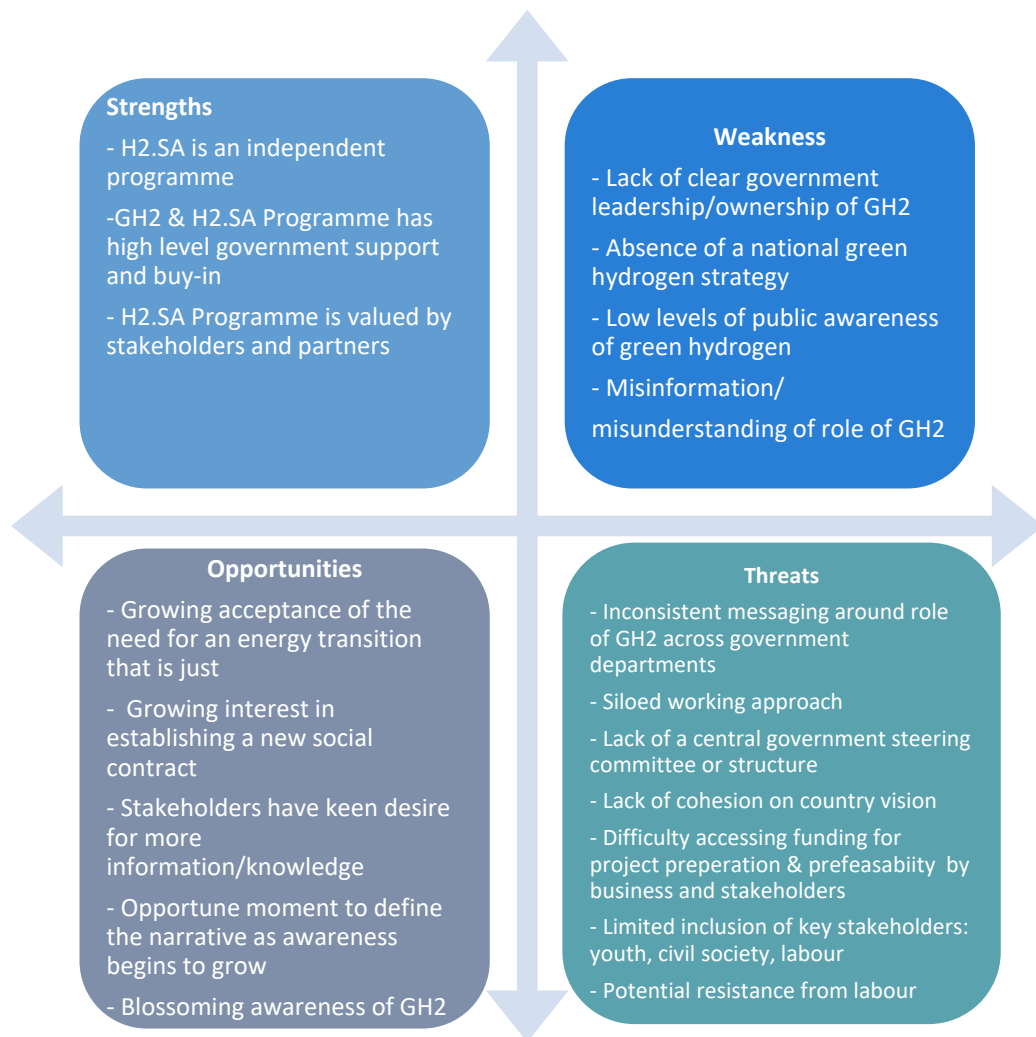 Strengths
- H2.SA is an independent
programme
-GH2 & H2.SA Programme has
high level government support
and buy-in
- H2.SA Programme is valued by
stakeholders and partners
Weakness
- Lack of clear government
leadership/ownership of GH2
- Absence of a national green
hydrogen strategy
- Low levels of public awareness
of green hydrogen
- Misinformation/
misunderstanding of role of GH2
Opportunities
- Growing acceptance of the
need for an energy transition
that is just
- Growing interest in
establishing a new social
contract
- Stakeholders have keen desire
for more
information/knowledge
- Opportune moment to define
the narrative as awareness
begins to grow
- Blossoming awareness of GH2
Threats
- Inconsistent messaging around role
of GH2 across government
departments
- Siloed working approach
- Lack of a central government steering
committee or structure
- Lack of cohesion on country vision
- Difficulty accessing funding for
project preperation & prefeasabiity by
business and stakeholders
- Limited inclusion of key stakeholders:
youth, civil society, labour
- Potential resistance from labour